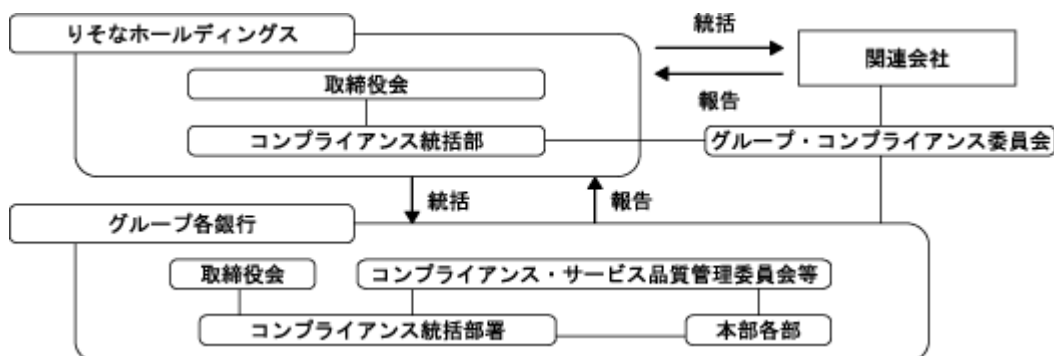 りそなホールディングス
統括
関連会社
取締役会
報告
コンプライアンス統括部
グループ・コンプライアンス委員会
統括
報告
グループ各銀行
取締役会
コンプライアンス・サービス品質管理委員会等
コンプライアンス統括部署
本部各部